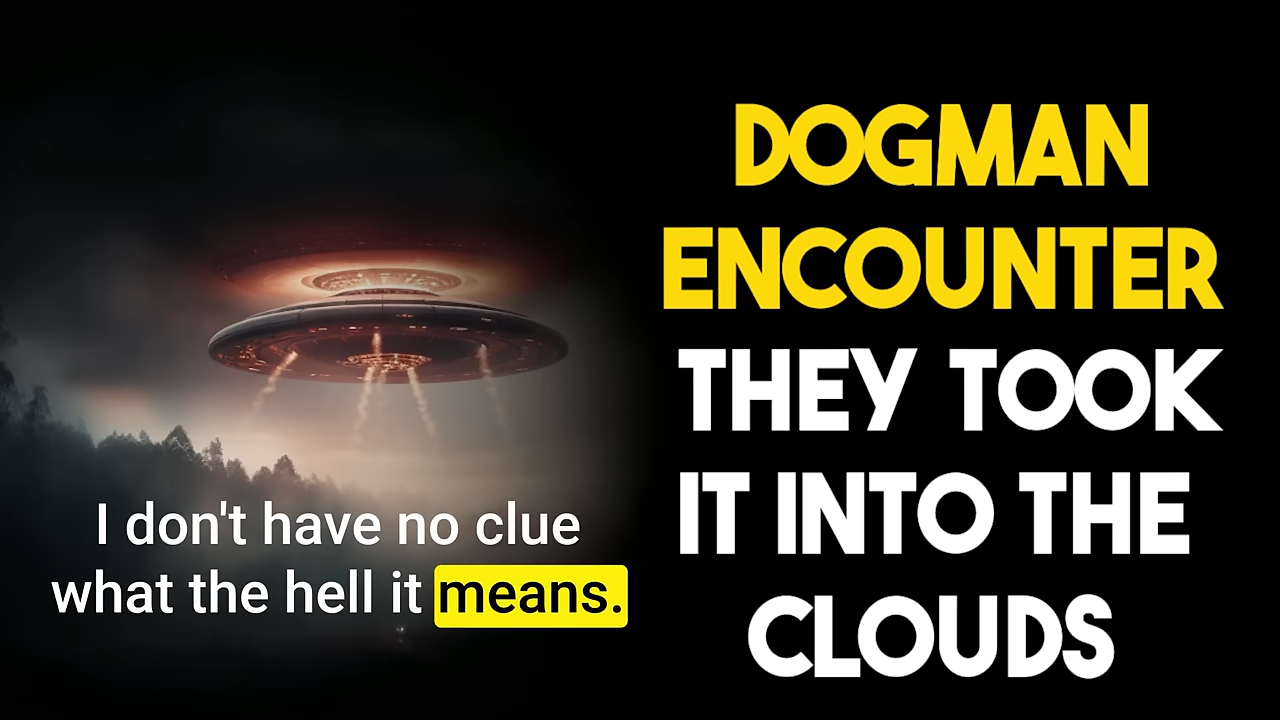 I don't have no clue
what the hell it means.
DOGMAN
ENCOUNTER
THEY TOOK
IT INTO THE
CLOUDS